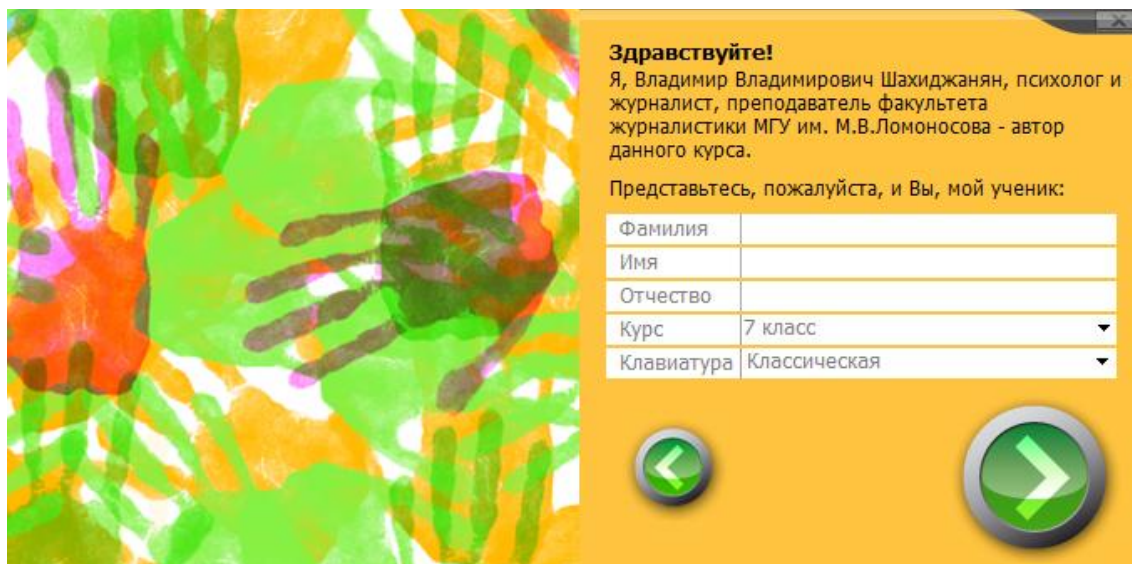 Здравствуйте!
Я, Владимир Владимирович Шахиджанян, психолог и
журналист, преподаватель факультета
журналистики МГУ им. М.В.Ломоносова - автор
данного курса.
Представьтесь, пожалуйста, и Вы, мой ученик:
Фамилия
Имя
Отчество
Курс 7 класс
Клавиатура Классическая